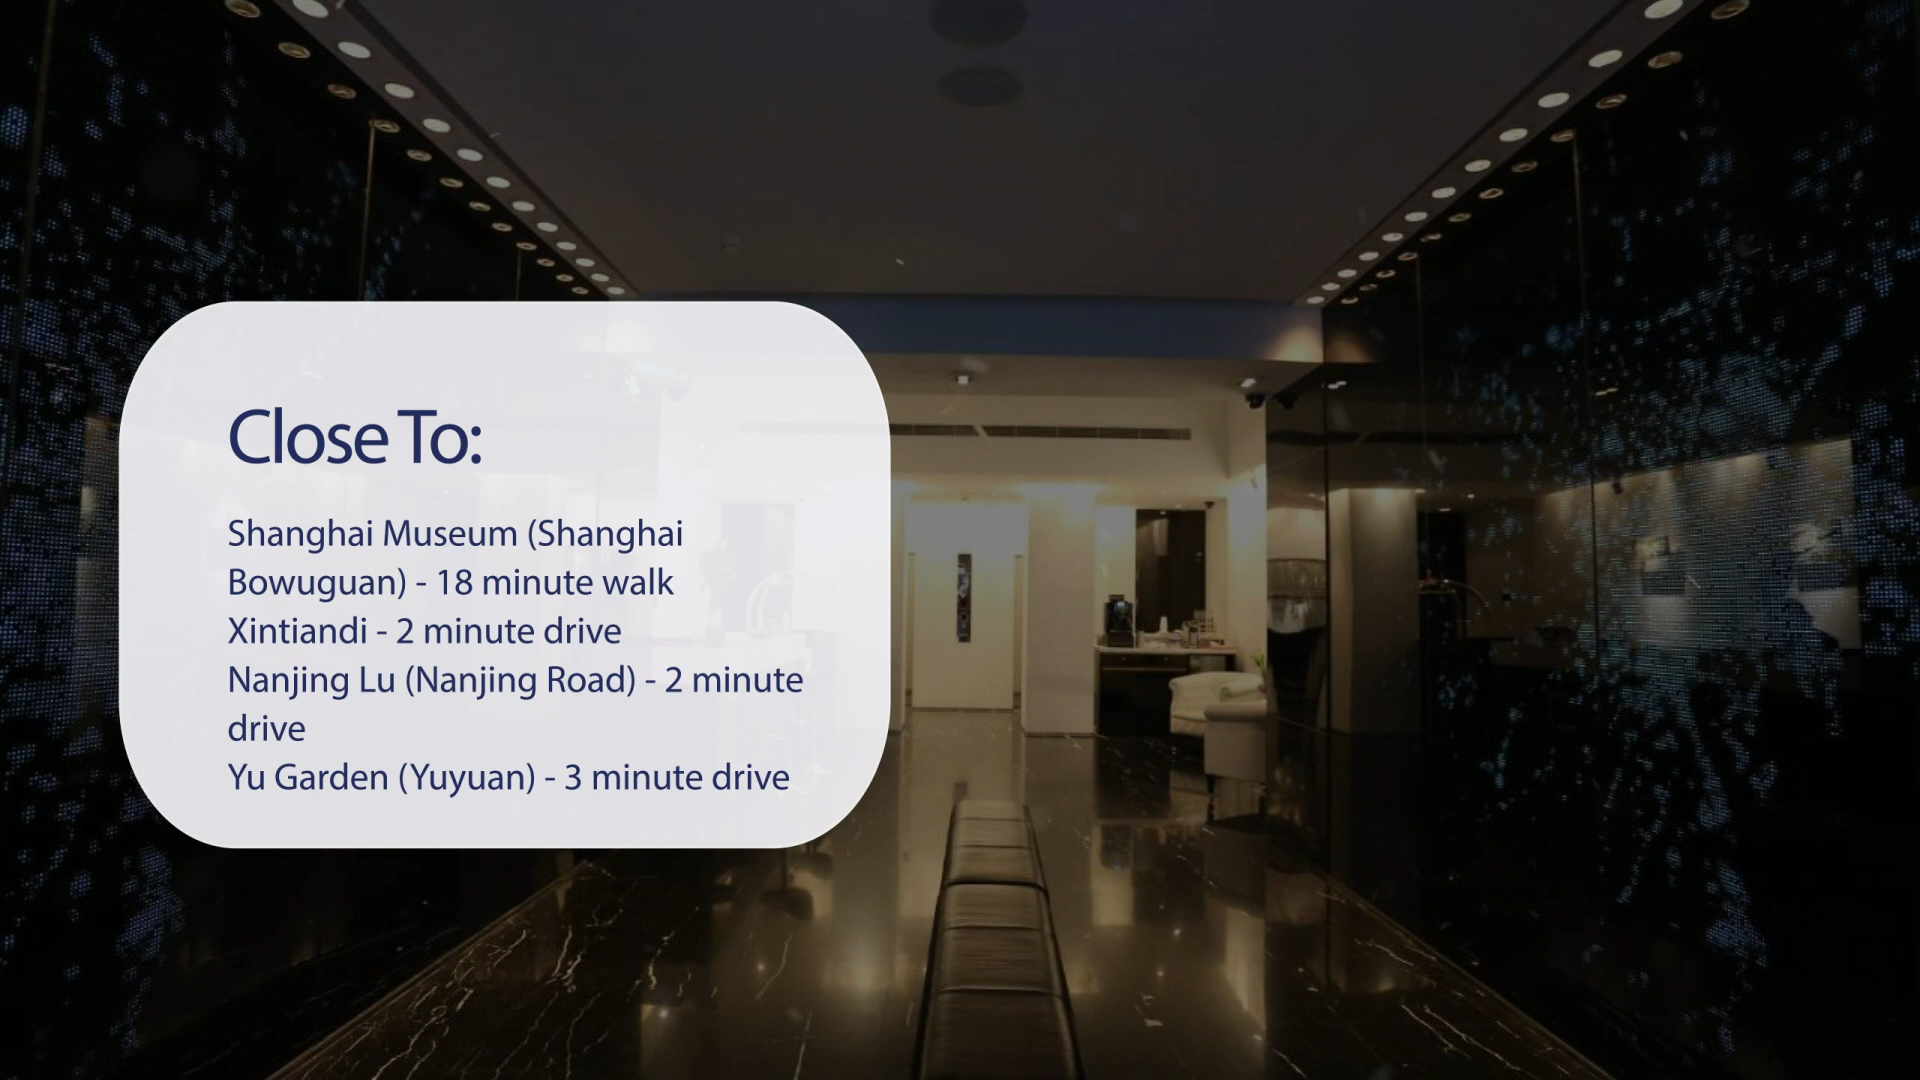 Close To:
Shanghai Museum (Shanghai
Bowuguan) - 18 minute walk
Xintiandi - 2 minute drive
Nanjing Lu (Nanjing Road) - 2 minute
drive
Yu Garden (Yuyuan) - 3 minute drive